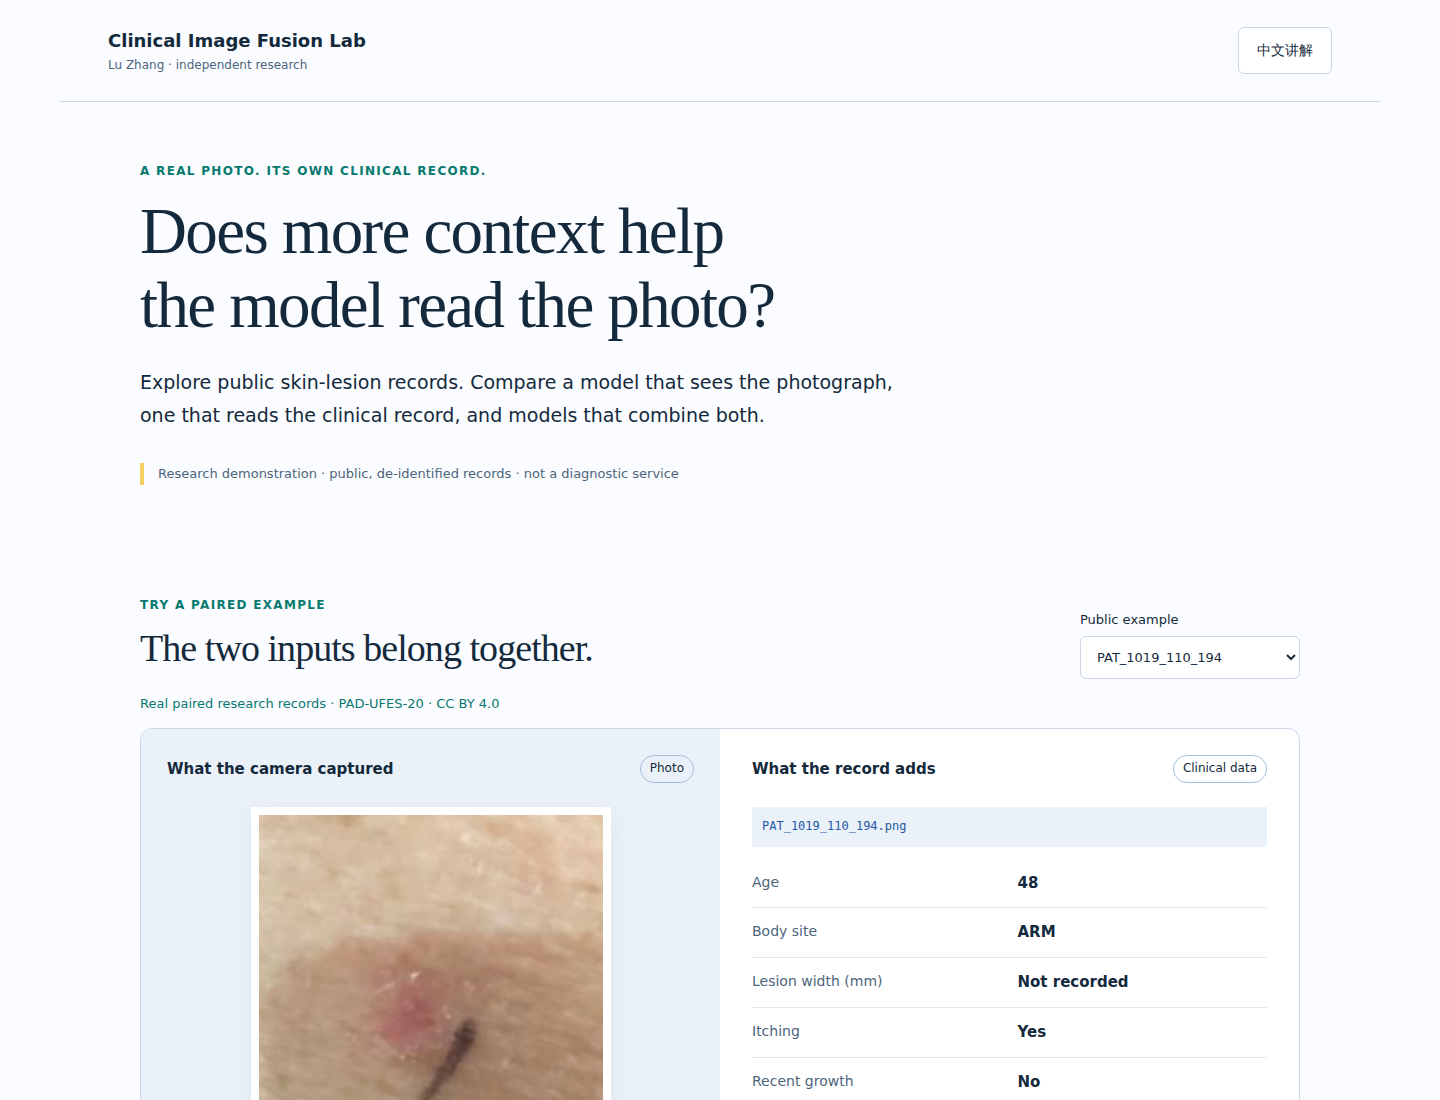 Clinical Image Fusion Lab
Lu Zhang · independent research
中文讲解
A REAL PHOTO. ITS OWN CLINICAL RECORD.
Does more context help
the model read the photo?
Explore public skin-lesion records. Compare a model that sees the photograph,
one that reads the clinical record, and models that combine both.
Research demonstration · public, de-identified records · not a diagnostic service
TRY A PAIRED EXAMPLE
The two inputs belong together.
Public example
PAT_1019_110_194
Real paired research records · PAD-UFES-20 · CC BY 4.0
What the camera captured
Photo
What the record adds
Clinical data
PAT_1019_110_194.png
Age
48
Body site
ARM
Lesion width (mm)
Not recorded
Itching
Yes
Recent growth
No